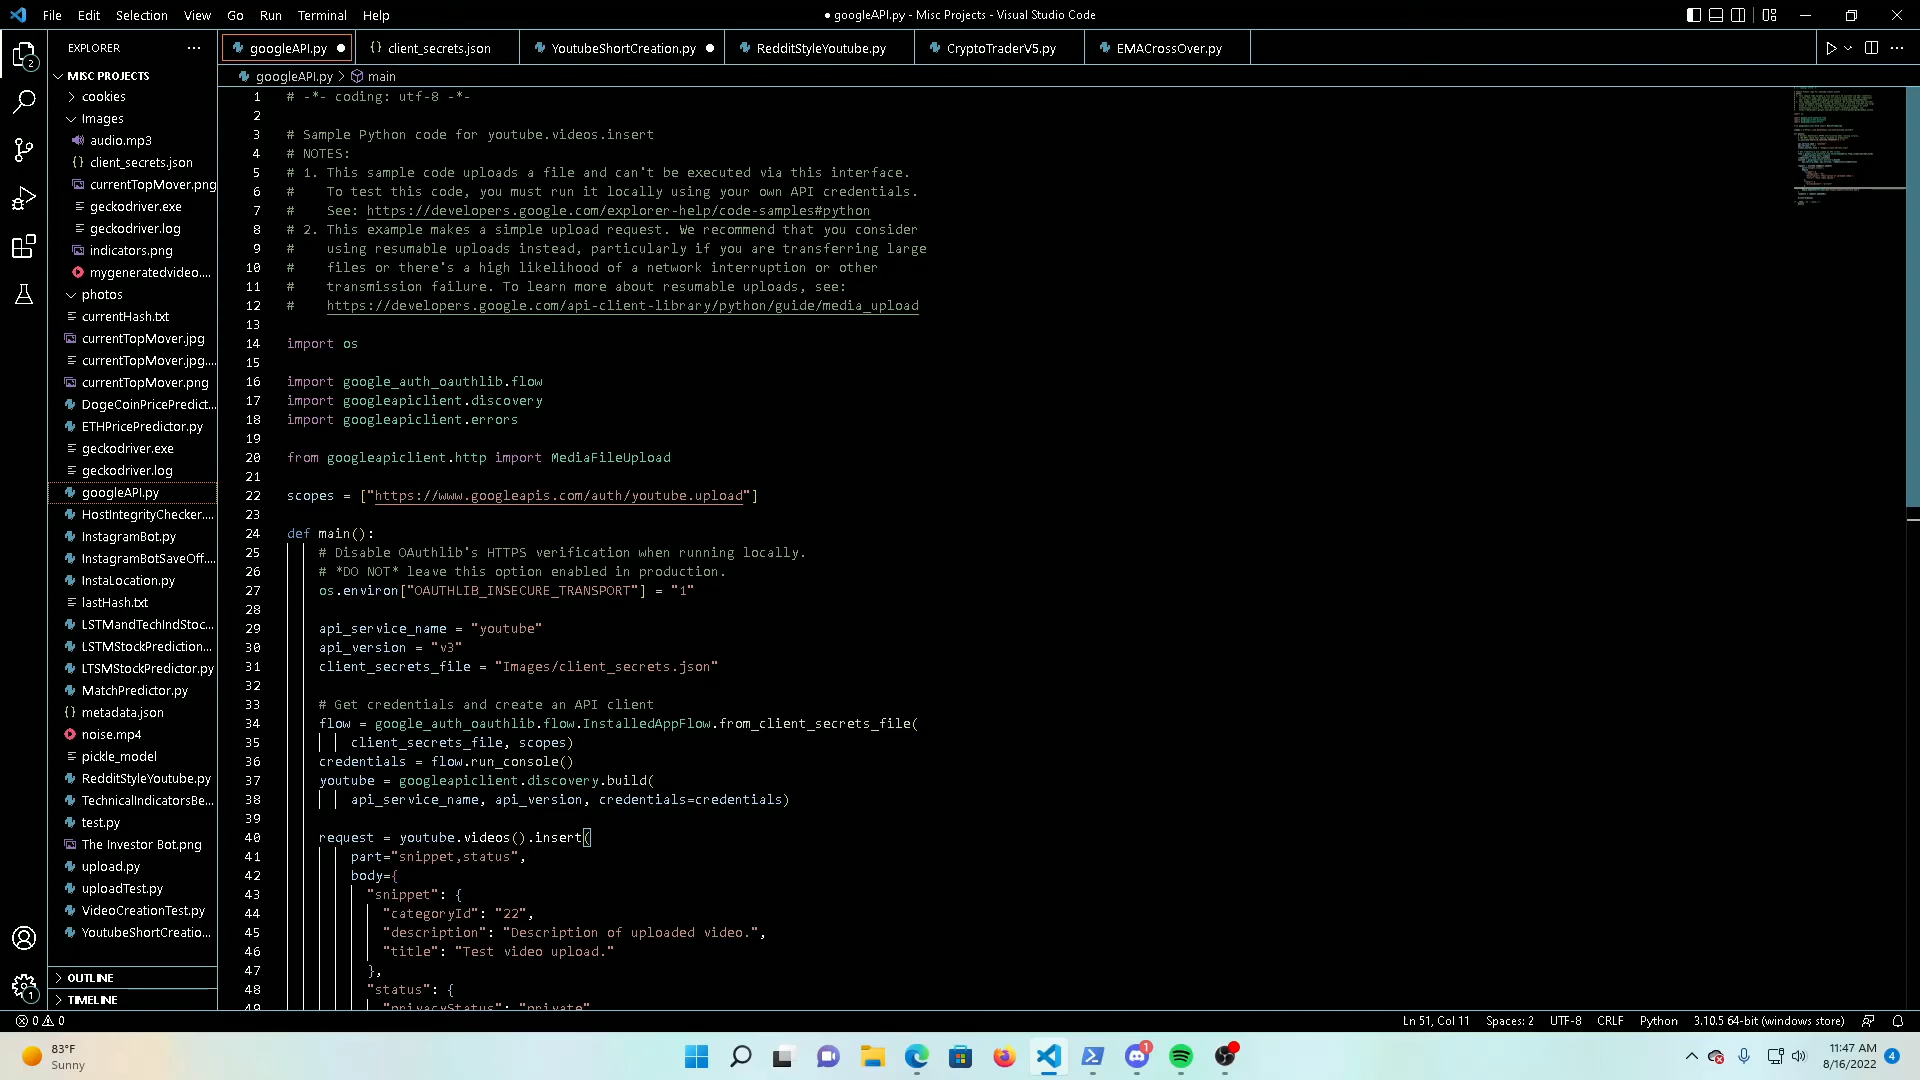 File Edit Selection View Go Run Terminal Help
● googleAPI.py - Misc Projects - Visual Studio Code
EXPLORER
MISC PROJECTS
cookies
Images
audio.mp3
client_secrets.json
currentTopMover.png
geckodriver.exe
geckodriver.log
indicators.png
mygeneratedvideo....
photos
currentHash.txt
currentTopMover.jpg
currentTopMover.jpg....
currentTopMover.png
DogeCoinPricePredict...
ETHPricePredictor.py
geckodriver.exe
geckodriver.log
googleAPI.py
HostIntegrityChecker....
InstagramBot.py
InstagramBotSaveOff....
InstaLocation.py
lastHash.txt
LSTMandTechIndStoc...
LSTMStockPrediction...
LTSMStockPredictor.py
MatchPredictor.py
metadata.json
noise.mp4
pickle_model
RedditStyleYoutube.py
TechnicalIndicatorsBe...
test.py
The Investor Bot.png
upload.py
uploadTest.py
VideoCreationTest.py
YoutubeShortCreatio...
OUTLINE
TIMELINE
googleAPI.py client_secrets.json YoutubeShortCreation.py RedditStyleYoutube.py CryptoTraderV5.py EMACrossOver.py
googleAPI.py > main
1 # -*- coding: utf-8 -*-
2
3 # Sample Python code for youtube.videos.insert
4 # NOTES:
5 # 1. This sample code uploads a file and can't be executed via this interface.
6 #    To test this code, you must run it locally using your own API credentials.
7 #    See: https://developers.google.com/explorer-help/code-samples#python
8 # 2. This example makes a simple upload request. We recommend that you consider
9 #    using resumable uploads instead, particularly if you are transferring large
10 #    files or there's a high likelihood of a network interruption or other
11 #    transmission failure. To learn more about resumable uploads, see:
12 #    https://developers.google.com/api-client-library/python/guide/media_upload
13
14 import os
15
16 import google_auth_oauthlib.flow
17 import googleapiclient.discovery
18 import googleapiclient.errors
19
20 from googleapiclient.http import MediaFileUpload
21
22 scopes = ["https://www.googleapis.com/auth/youtube.upload"]
23
24 def main():
25     # Disable OAuthlib's HTTPS verification when running locally.
26     # *DO NOT* leave this option enabled in production.
27     os.environ["OAUTHLIB_INSECURE_TRANSPORT"] = "1"
28
29     api_service_name = "youtube"
30     api_version = "v3"
31     client_secrets_file = "Images/client_secrets.json"
32
33     # Get credentials and create an API client
34     flow = google_auth_oauthlib.flow.InstalledAppFlow.from_client_secrets_file(
35         client_secrets_file, scopes)
36     credentials = flow.run_console()
37     youtube = googleapiclient.discovery.build(
38         api_service_name, api_version, credentials=credentials)
39
40     request = youtube.videos().insert(
41         part="snippet,status",
42         body={
43           "snippet": {
44             "categoryId": "22",
45             "description": "Description of uploaded video.",
46             "title": "Test video upload."
47           },
48           "status": {
49             "privacyStatus": "private"
0 0
Ln 51, Col 11 Spaces: 2 UTF-8 CRLF Python 3.10.5 64-bit (windows store)
83°F
Sunny
11:47 AM
8/16/2022